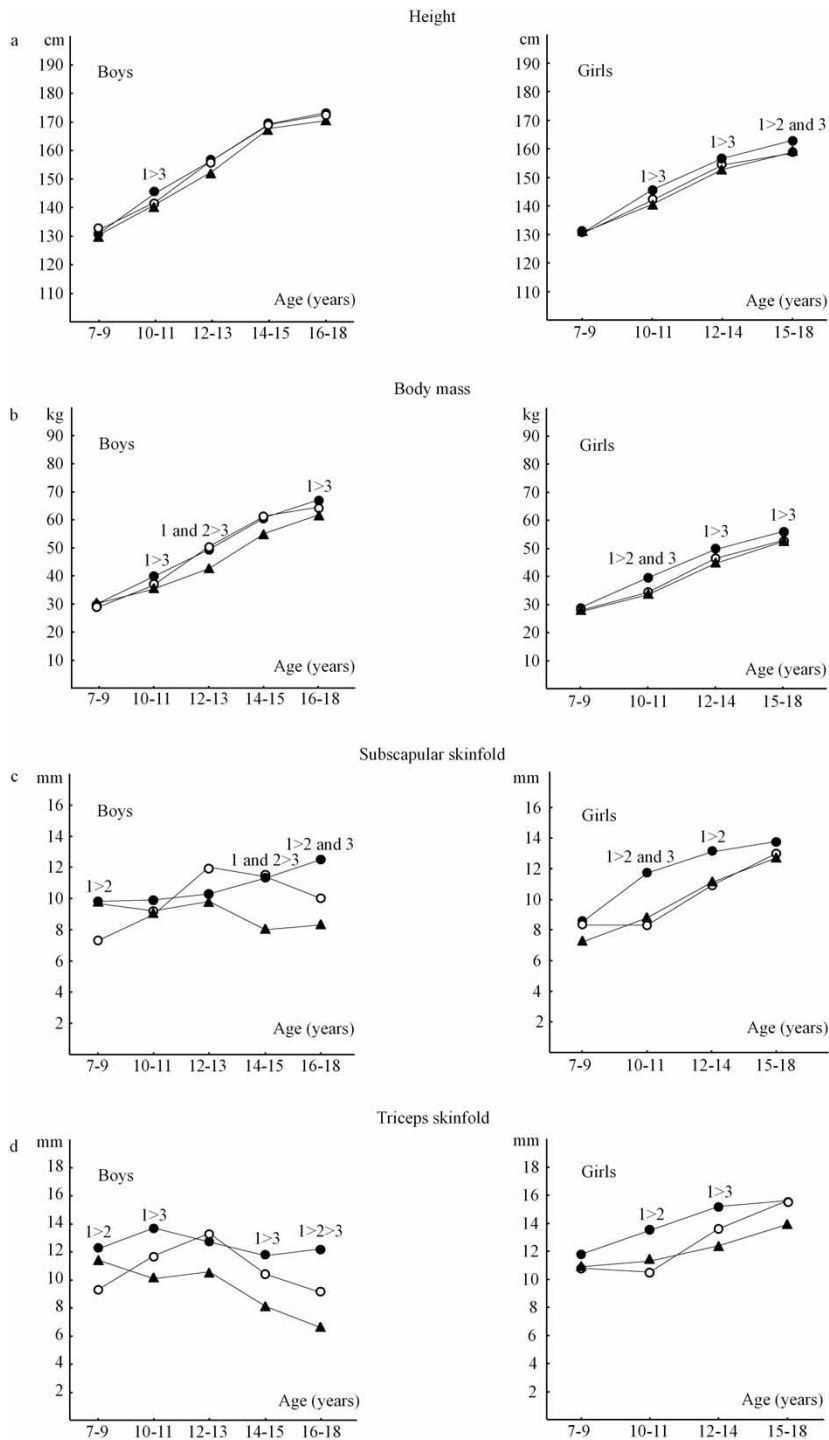 Height
a
cm
190
180
170
160
150
140
130
120
110
Boys
1>3
Age (years)
7-9 10-11 12-13 14-15 16-18
cm
190
180
170
160
150
140
130
120
110
Girls
1>3
1>3
1>2 and 3
Age (years)
7-9 10-11 12-14 15-18
Body mass
b
kg
90
80
70
60
50
40
30
20
10
Boys
1>3
1 and 2>3
1>3
Age (years)
7-9 10-11 12-13 14-15 16-18
kg
90
80
70
60
50
40
30
20
10
Girls
1>2 and 3
1>3
1>3
Age (years)
7-9 10-11 12-14 15-18
Subscapular skinfold
c
mm
16
14
12
10
8
6
4
2
Boys
1>2
1 and 2>3
1>2 and 3
Age (years)
7-9 10-11 12-13 14-15 16-18
mm
16
14
12
10
8
6
4
2
Girls
1>2 and 3
1>2
Age (years)
7-9 10-11 12-14 15-18
Triceps skinfold
d
mm
18
16
14
12
10
8
6
4
2
Boys
1>2
1>3
1>3
1>2>3
Age (years)
7-9 10-11 12-13 14-15 16-18
mm
18
16
14
12
10
8
6
4
2
Girls
1>2
1>3
Age (years)
7-9 10-11 12-14 15-18